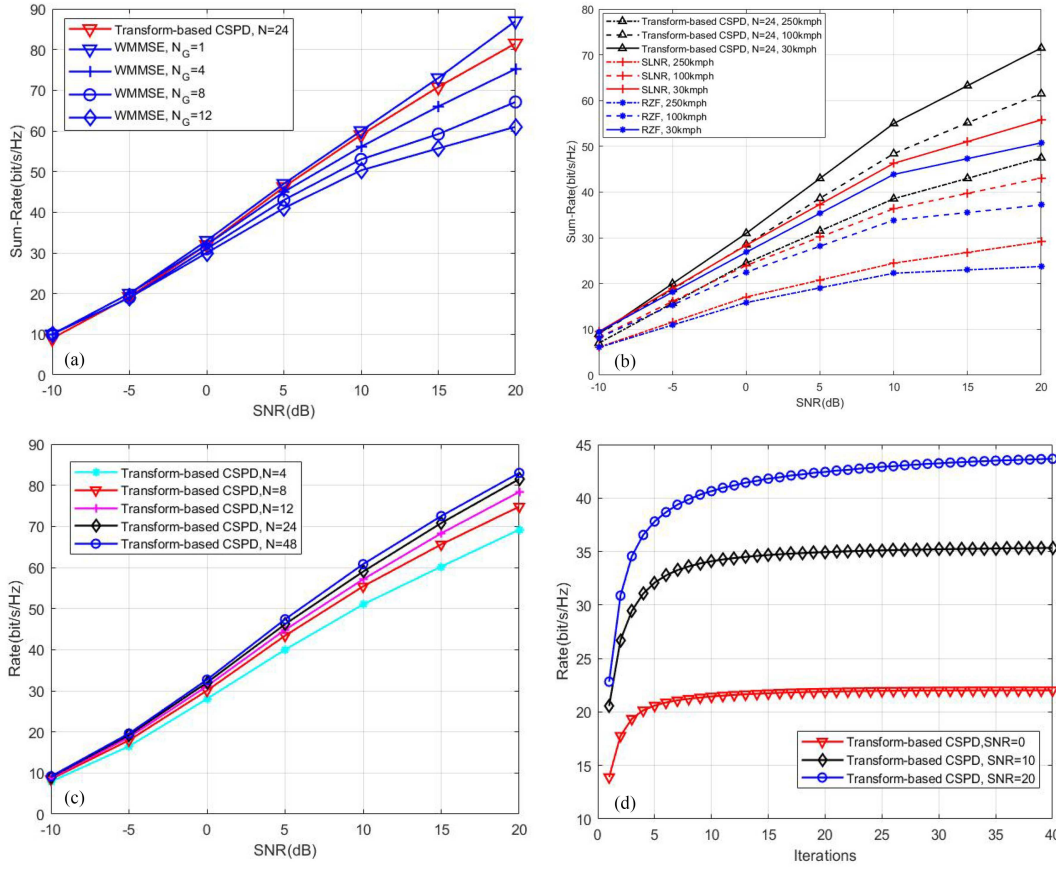 90
80
70
60
50
40
30
20
10
0
Sum-Rate(bit/s/Hz)
Transform-based CSPD, N=24
WMMSE, N_G=1
WMMSE, N_G=4
WMMSE, N_G=8
WMMSE, N_G=12
(a)
-10 -5 0 5 10 15 20
SNR(dB)
80
70
60
50
40
30
20
10
0
Sum-Rate(bit/s/Hz)
Transform-based CSPD, N=24, 250kmph
Transform-based CSPD, N=24, 100kmph
Transform-based CSPD, N=24, 30kmph
SLNR, 250kmph
SLNR, 100kmph
SLNR, 30kmph
RZF, 250kmph
RZF, 100kmph
RZF, 30kmph
(b)
-10 -5 0 5 10 15 20
SNR(dB)
90
80
70
60
50
40
30
20
10
0
Rate(bit/s/Hz)
Transform-based CSPD,N=4
Transform-based CSPD,N=8
Transform-based CSPD,N=12
Transform-based CSPD, N=24
Transform-based CSPD, N=48
(c)
-10 -5 0 5 10 15 20
SNR(dB)
45
40
35
30
25
20
15
10
Rate(bit/s/Hz)
Transform-based CSPD,SNR=0
Transform-based CSPD, SNR=10
Transform-based CSPD, SNR=20
(d)
0 5 10 15 20 25 30 35 40
Iterations